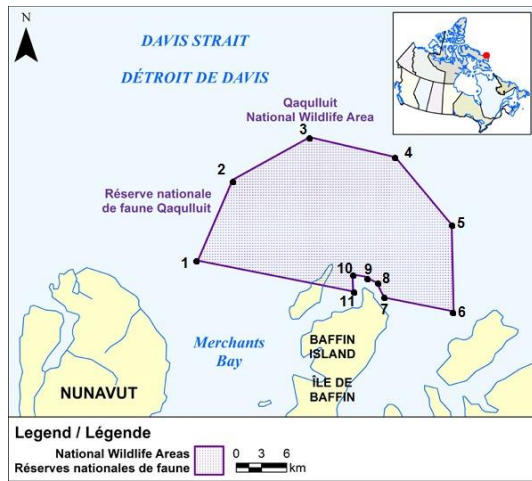 N
DAVIS STRAIT
DÉTROIT DE DAVIS
Qaqulluit
National Wildlife Area
3
4
2
Réserve nationale
de faune Qaqulluit
5
1
10
9
8
11
7
6
Merchants
Bay
BAFFIN
ISLAND
ÎLE DE
BAFFIN
NUNAVUT
Legend / Légende
National Wildlife Areas
Réserves nationales de faune
0 3 6
km